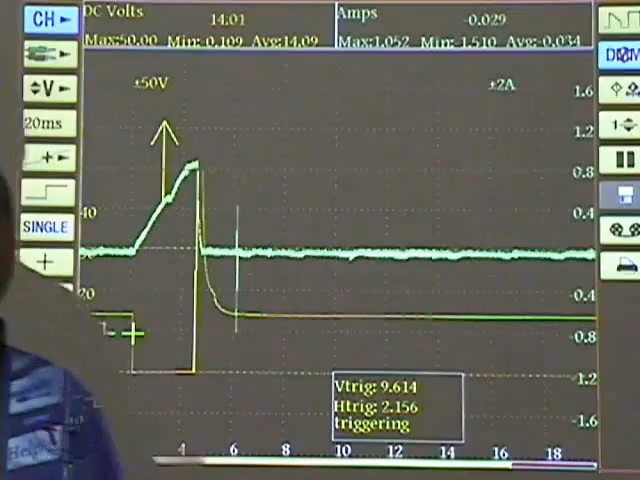 CH
DC Volts
14.01
Amps
-0.029
Max:50.00 Min:-0.109 Avg:14.09
Max:1.052 Min:-1.510 Avg:-0.034
V
±50V
±2A
1.6
20ms
1.2
0.8
40
0.4
SINGLE
20
-0.4
-0.8
-1.2
Vtrig: 9.614
Htrig: 2.156
triggering
-1.6
4
6
8
10
12
14
16
18